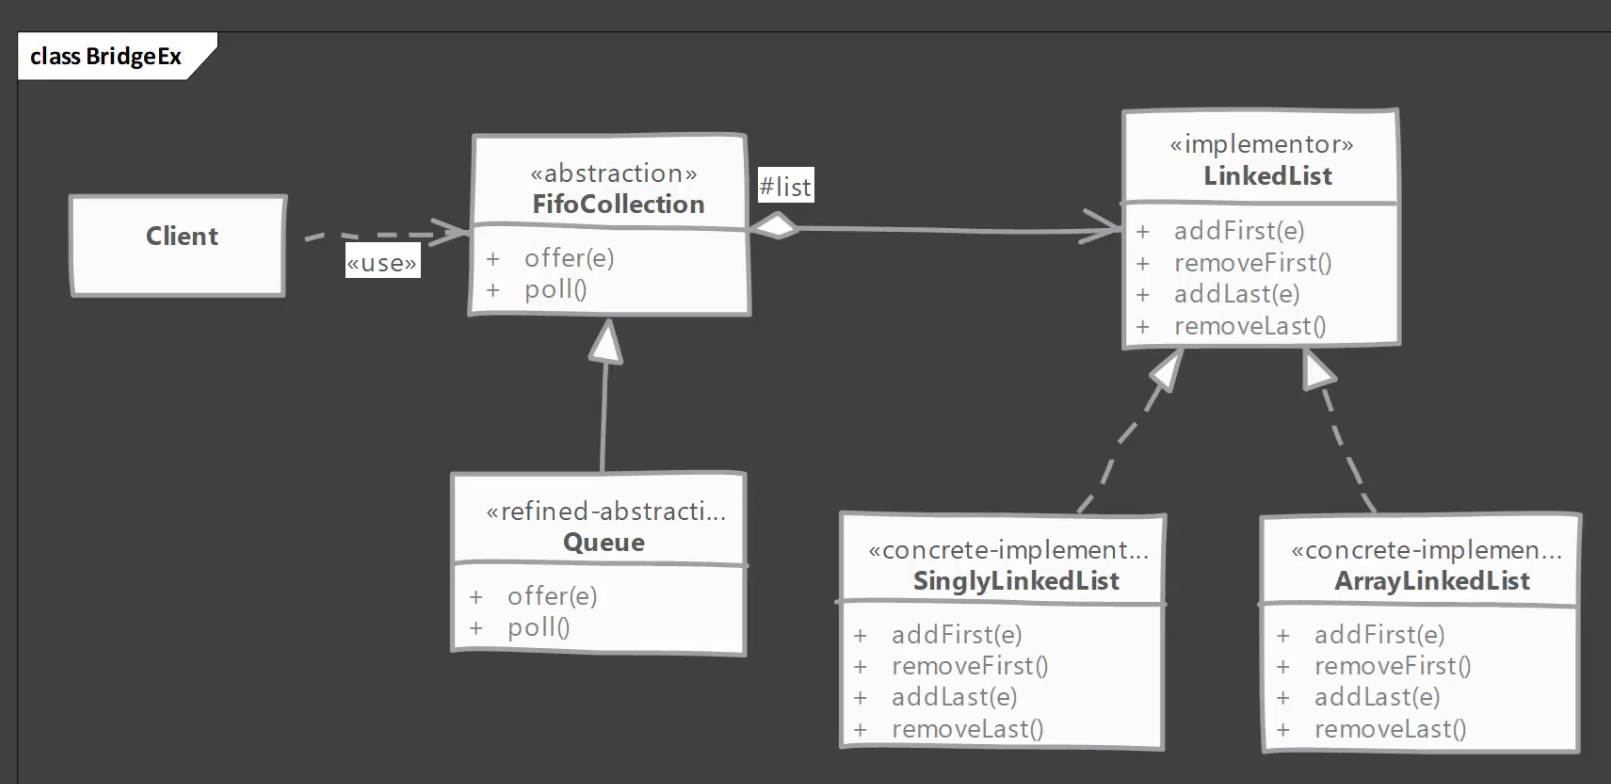 class BridgeEx
Client
«use»
«abstraction»
FifoCollection
+ offer(e)
+ poll()
#list
«implementor»
LinkedList
+ addFirst(e)
+ removeFirst()
+ addLast(e)
+ removeLast()
«refined-abstracti...
Queue
+ offer(e)
+ poll()
«concrete-implement...
SinglyLinkedList
+ addFirst(e)
+ removeFirst()
+ addLast(e)
+ removeLast()
«concrete-implemen...
ArrayLinkedList
+ addFirst(e)
+ removeFirst()
+ addLast(e)
+ removeLast()